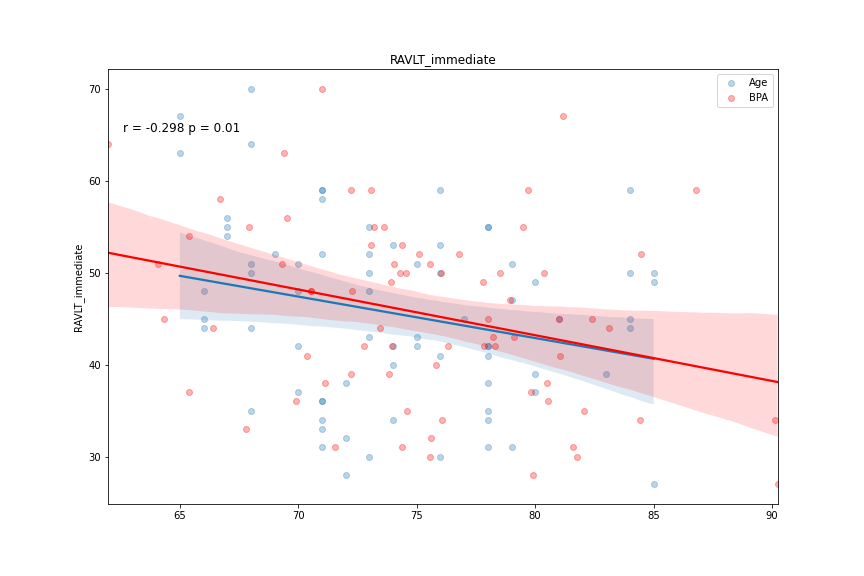 RAVLT_immediate
Age
BPA
r = -0.298 p = 0.01
RAVLT_immediate
70
60
50
40
30
65 70 75 80 85 90